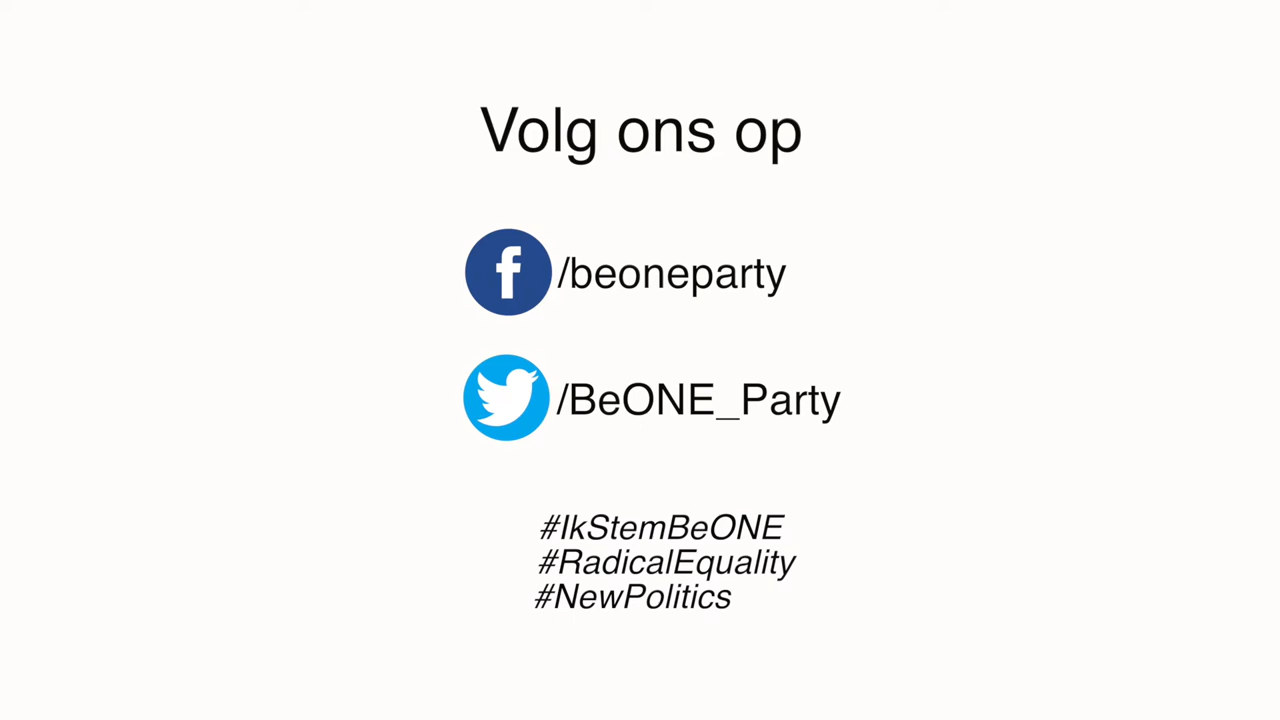 Volg ons op
/beoneparty
/BeONE_Party
#IkStemBeONE
#RadicalEquality
#NewPolitics